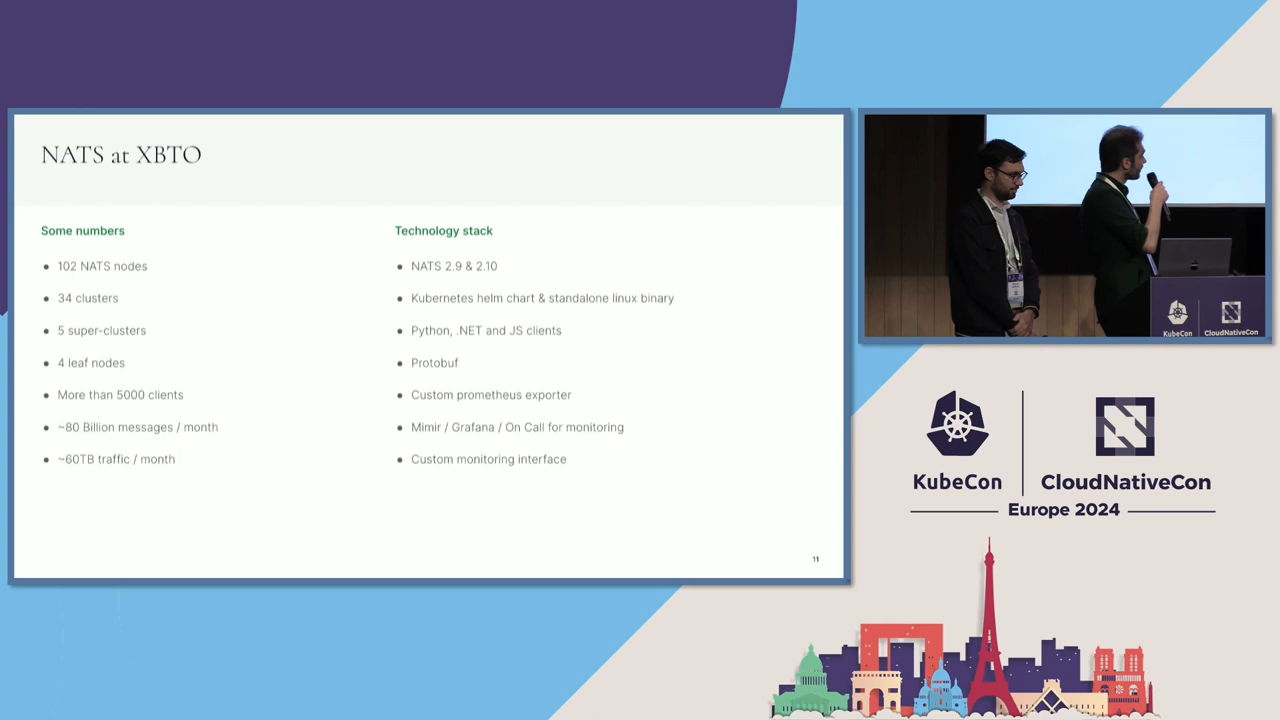 NATS at XBTO
Some numbers
102 NATS nodes
34 clusters
5 super-clusters
4 leaf nodes
More than 5000 clients
~80 Billion messages / month
~60TB traffic / month
Technology stack
NATS 2.9 & 2.10
Kubernetes helm chart & standalone linux binary
Python, .NET and JS clients
Protobuf
Custom prometheus exporter
Mimir / Grafana / On Call for monitoring
Custom monitoring interface
11
KubeCon
CloudNativeCon
KubeCon
CloudNativeCon
Europe 2024